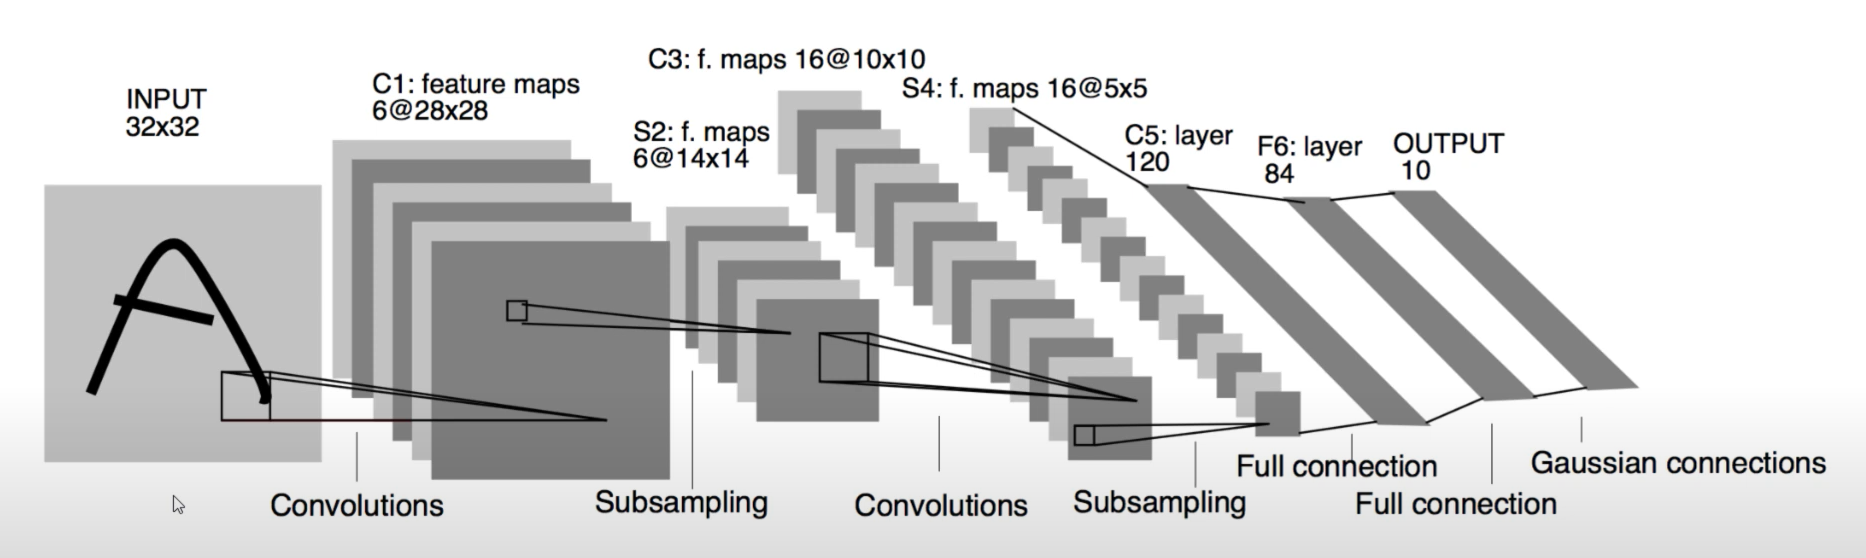 INPUT
32x32
C1: feature maps
6@28x28
S2: f. maps
6@14x14
C3: f. maps 16@10x10
S4: f. maps 16@5x5
C5: layer
120
F6: layer
84
OUTPUT
10
Convolutions
Subsampling
Convolutions
Subsampling
Full connection
Full connection
Gaussian connections